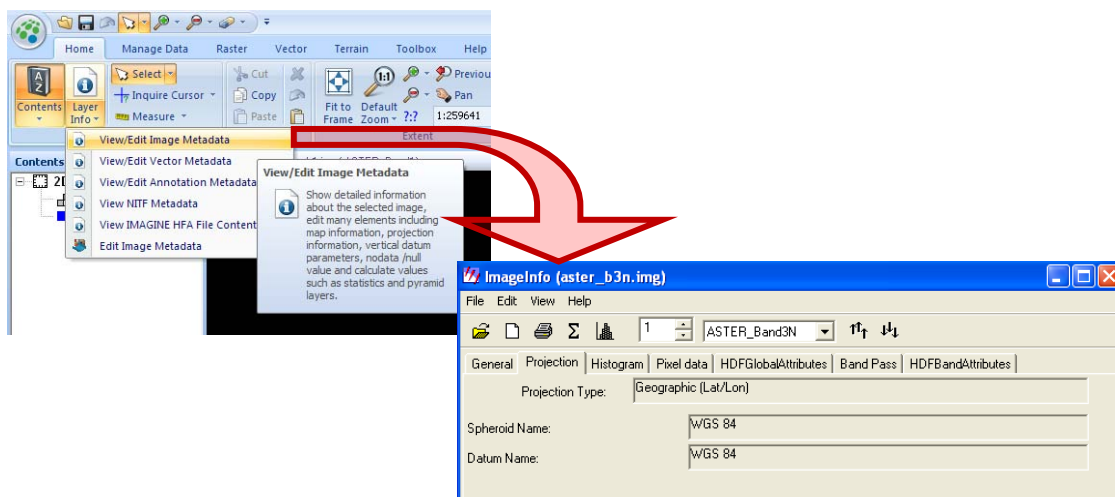 Home Manage Data Raster Vector Terrain Toolbox Help
A
Z
Contents
Layer
Info
Select
Inquire Cursor
Measure
Cut
Copy
Paste
Fit to
Frame
1:1
Default
Zoom
?:?
Previou
Pan
1:259641
Extent
View/Edit Image Metadata
View/Edit Vector Metadata
View/Edit Annotation Metadata
View NITF Metadata
View IMAGINE HFA File Content
Edit Image Metadata
Contents
View/Edit Image Metadata
Show detailed information
about the selected image,
edit many elements including
map information, projection
information, vertical datum
parameters, nodata /null
value and calculate values
such as statistics and pyramid
layers.
ImageInfo (aster_b3n.img)
File Edit View Help
Σ 1 ASTER_Band3N
General Projection Histogram Pixel data HDFGlobalAttributes Band Pass HDFBandAttributes
Projection Type: Geographic (Lat/Lon)
Spheroid Name: WGS 84
Datum Name: WGS 84